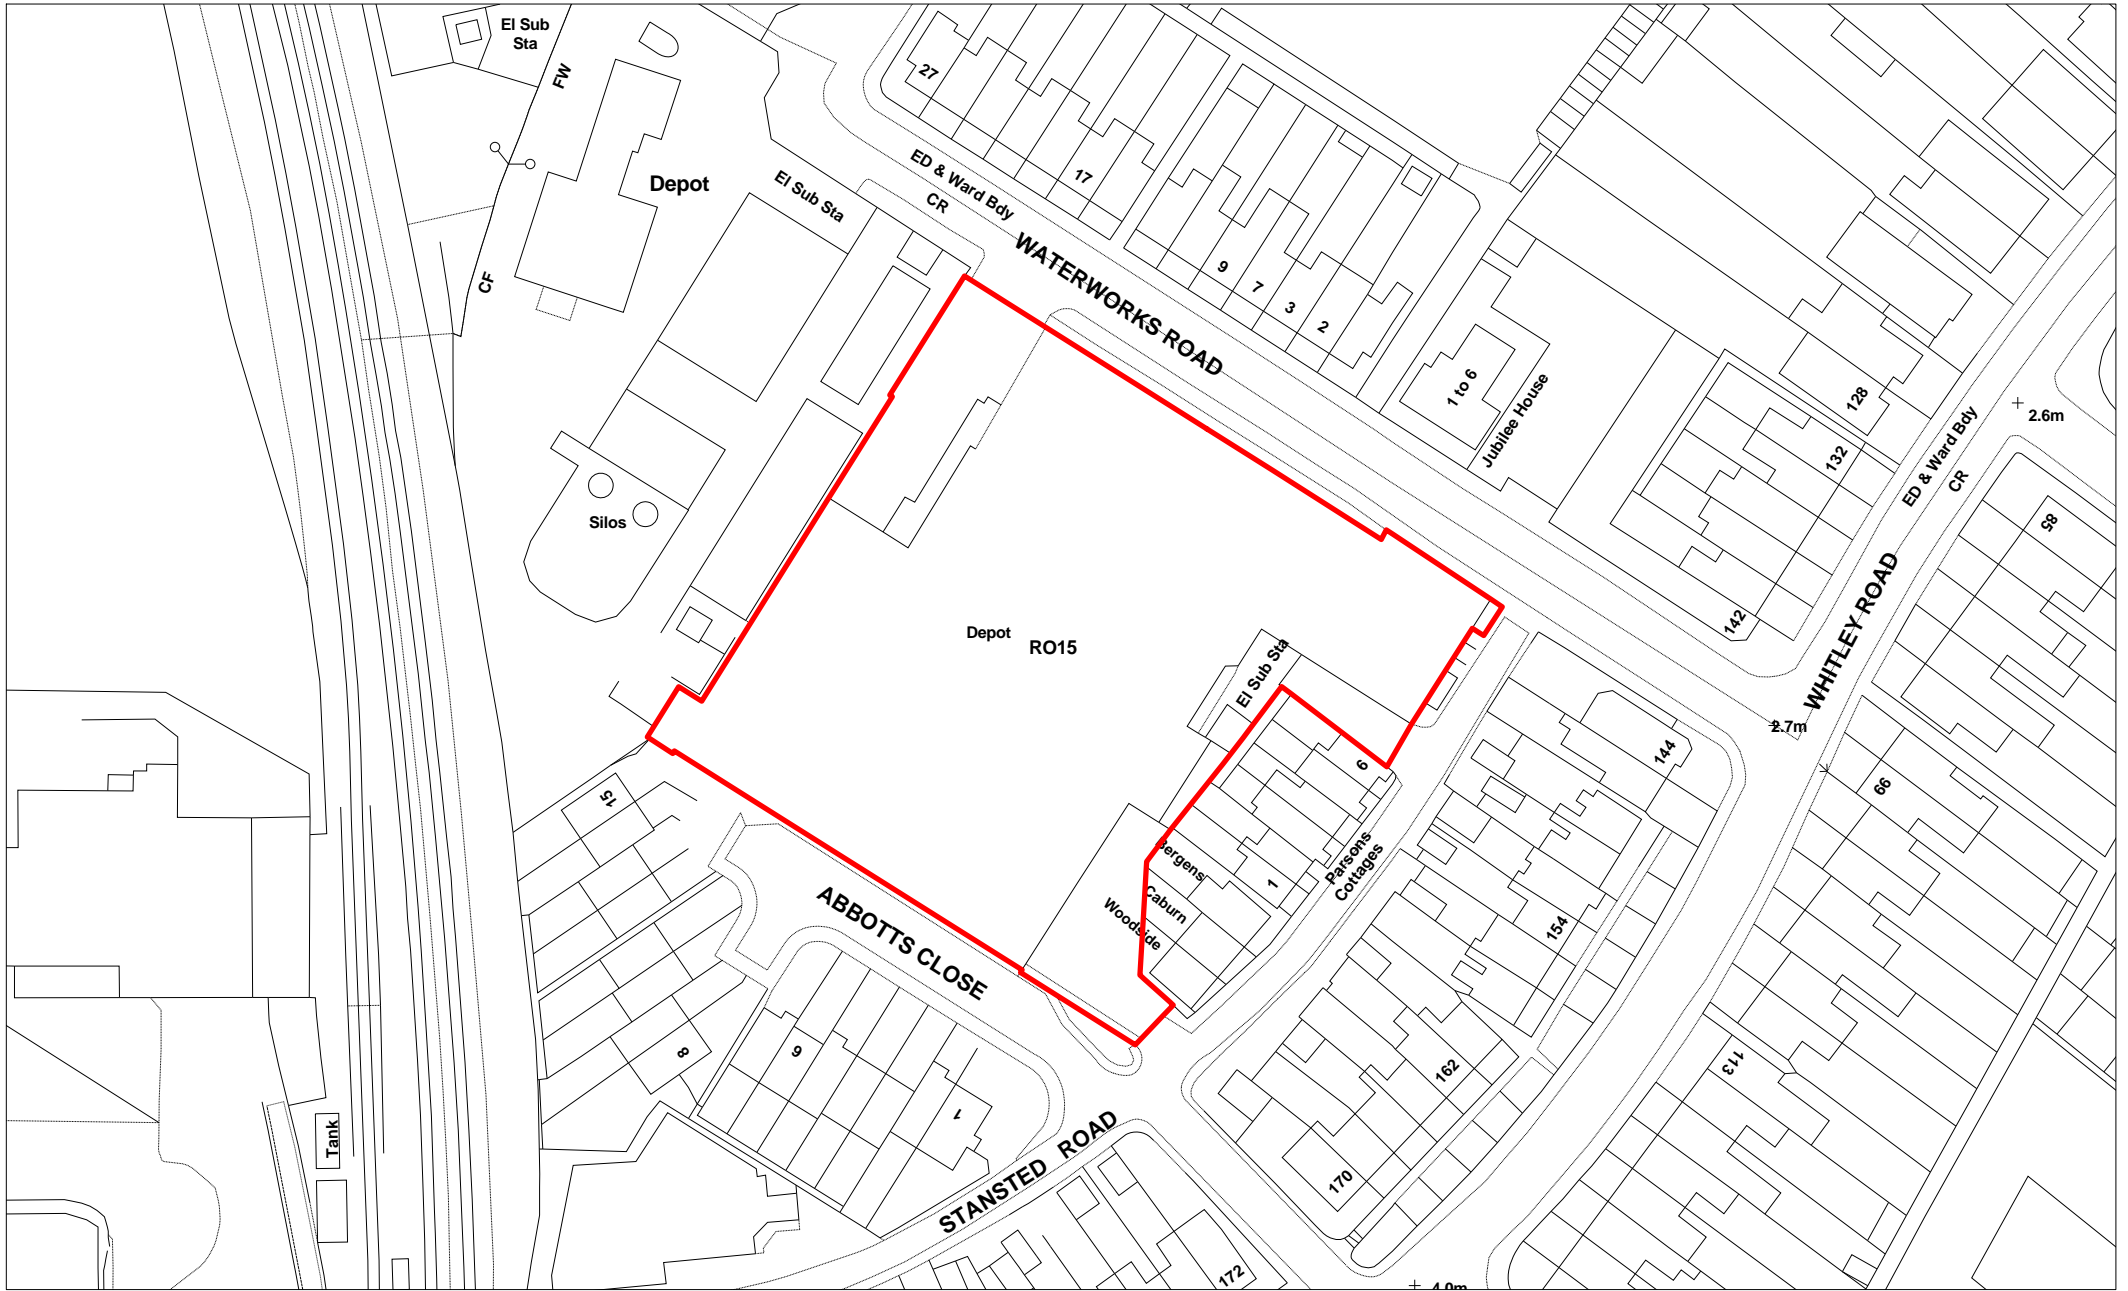 El Sub
Sta
FW
27
Depot
El Sub Sta
17
ED & Ward Bdy
CR
CF
WATERWORKS ROAD
9
7
3
2
1 to 6
Jubilee House
128
2.6m
132
ED & Ward Bdy
CR
85
Silos
Depot
RO15
142
WHITLEY ROAD
El Sub Sta
2.7m
144
6
99
15
Bergens
Parsons
Cottages
1
Caburn
Woodside
ABBOTTS CLOSE
154
8
9
162
113
1
Tank
STANSTED ROAD
170
172
4.0m